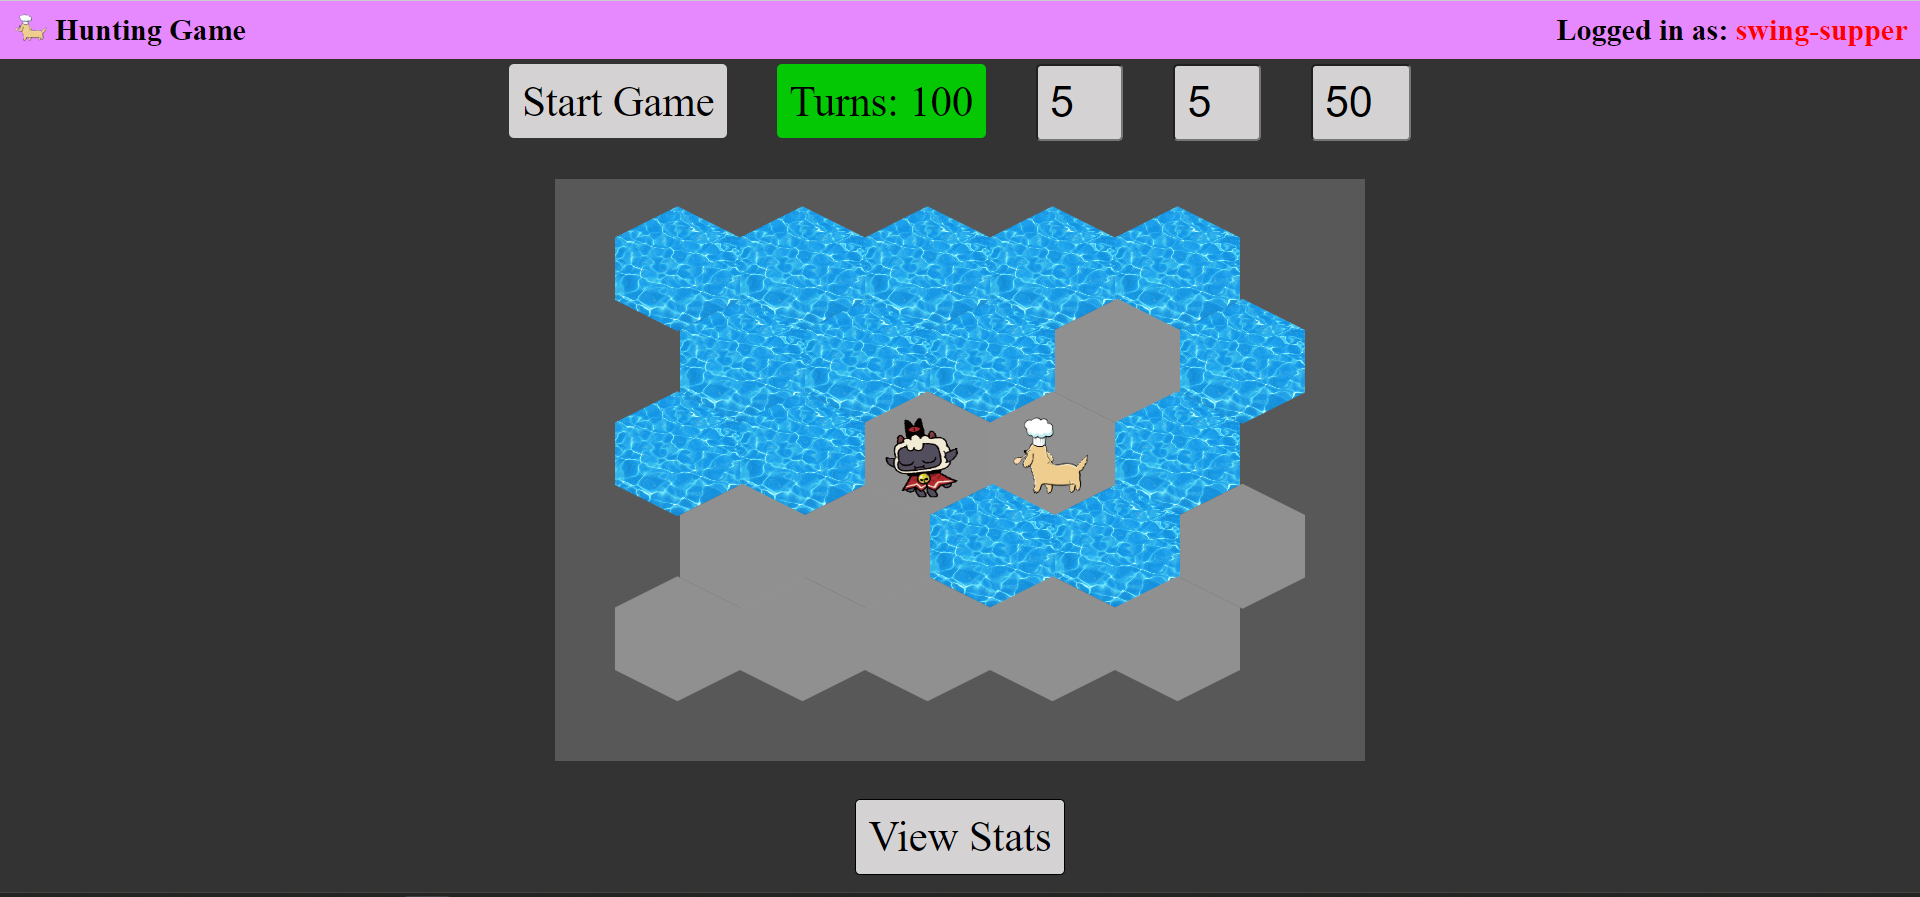 Hunting Game
Logged in as: swing-supper
Start Game
Turns: 100
5
5
50
View Stats